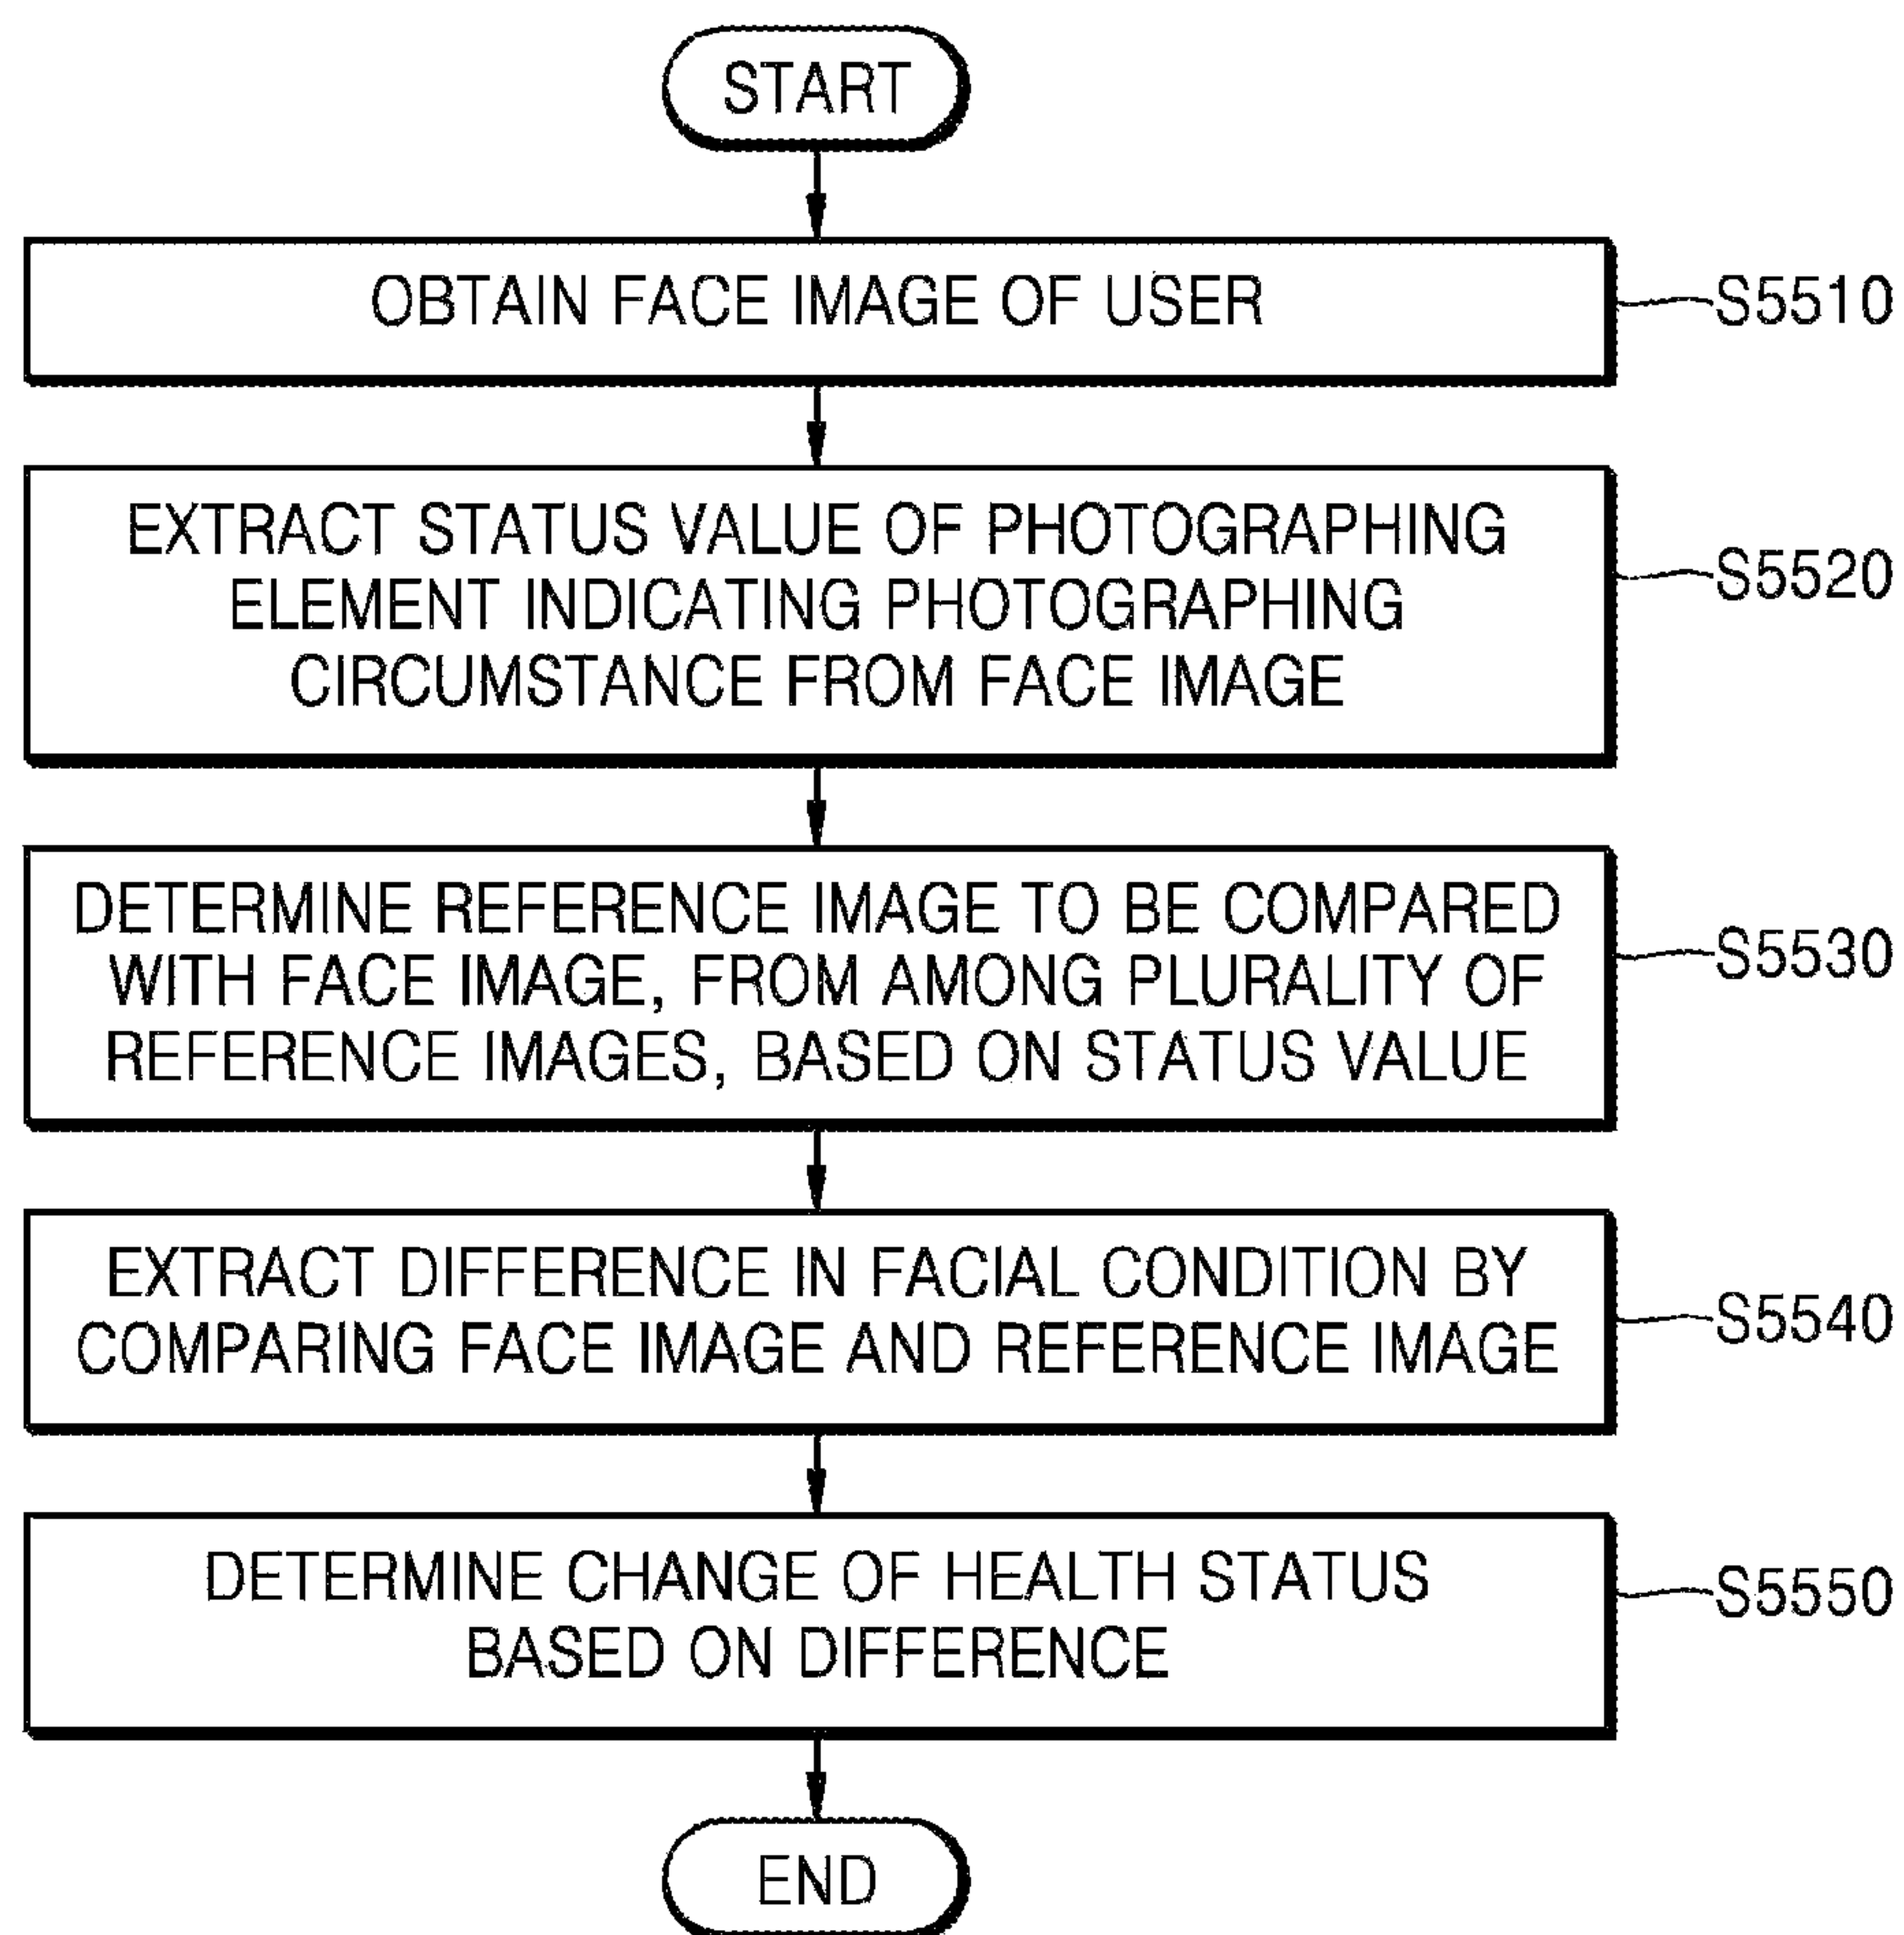 START
OBTAIN FACE IMAGE OF USER
S5510
EXTRACT STATUS VALUE OF PHOTOGRAPHING
ELEMENT INDICATING PHOTOGRAPHING
CIRCUMSTANCE FROM FACE IMAGE
S5520
DETERMINE REFERENCE IMAGE TO BE COMPARED
WITH FACE IMAGE, FROM AMONG PLURALITY OF
REFERENCE IMAGES, BASED ON STATUS VALUE
S5530
EXTRACT DIFFERENCE IN FACIAL CONDITION BY
COMPARING FACE IMAGE AND REFERENCE IMAGE
S5540
DETERMINE CHANGE OF HEALTH STATUS
BASED ON DIFFERENCE
S5550
END